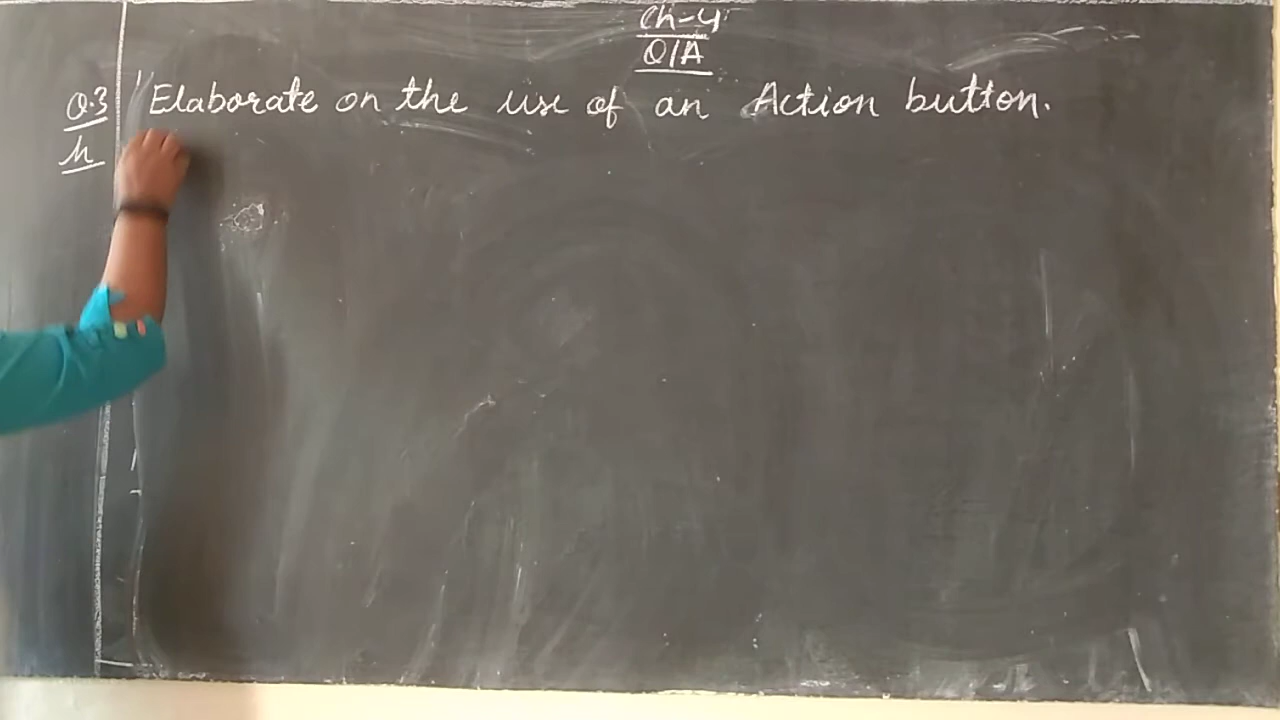 Ch-4
Q/A
Q.3 Elaborate on the use of an Action button.